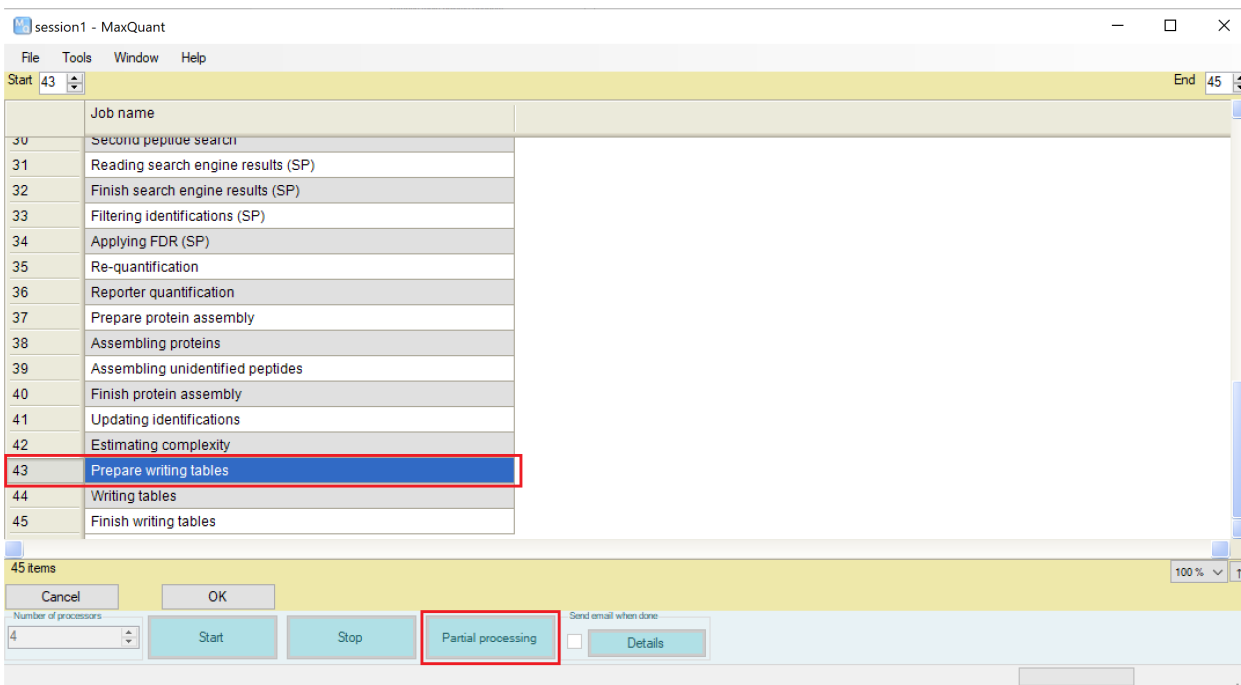 session1 - MaxQuant
File Tools Window Help
Start 43 End 45
Job name
30 Second peptide search
31 Reading search engine results (SP)
32 Finish search engine results (SP)
33 Filtering identifications (SP)
34 Applying FDR (SP)
35 Re-quantification
36 Reporter quantification
37 Prepare protein assembly
38 Assembling proteins
39 Assembling unidentified peptides
40 Finish protein assembly
41 Updating identifications
42 Estimating complexity
43 Prepare writing tables
44 Writing tables
45 Finish writing tables
45 items 100 %
Cancel OK
Number of processors Send email when done
4 Start Stop Partial processing Details